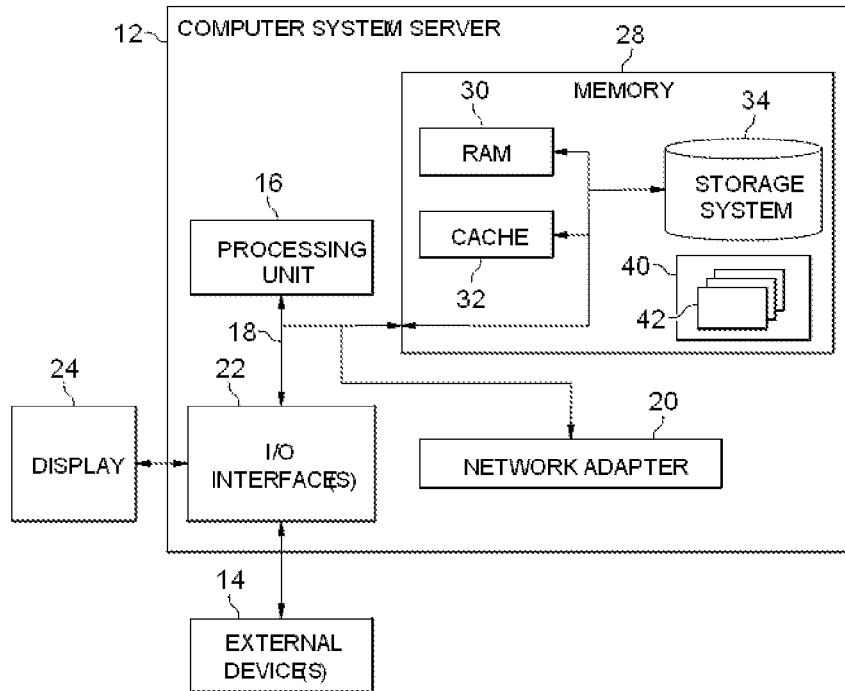 12
COMPUTER SYSTEM/ SERVER
28
MEMORY
30
RAM
34
STORAGE
SYSTEM
16
PROCESSING
UNIT
CACHE
32
40
42
18
24
22
20
DISPLAY
I/O
INTERFACE(S)
NETWORK ADAPTER
14
EXTERNAL
DEVICE(S)